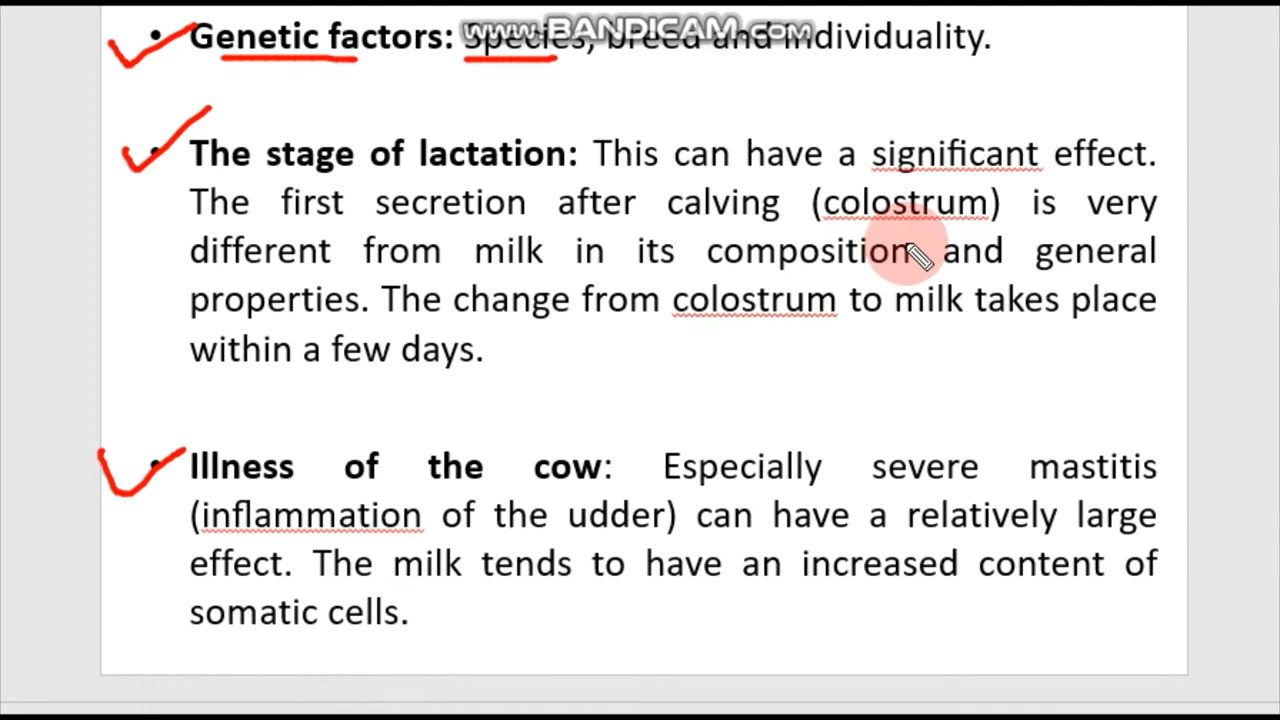 www.BANDICAM.com
• Genetic factors: Species, breed and individuality.
• The stage of lactation: This can have a significant effect.
The first secretion after calving (colostrum) is very
different from milk in its composition and general
properties. The change from colostrum to milk takes place
within a few days.
• Illness of the cow: Especially severe mastitis
(inflammation of the udder) can have a relatively large
effect. The milk tends to have an increased content of
somatic cells.